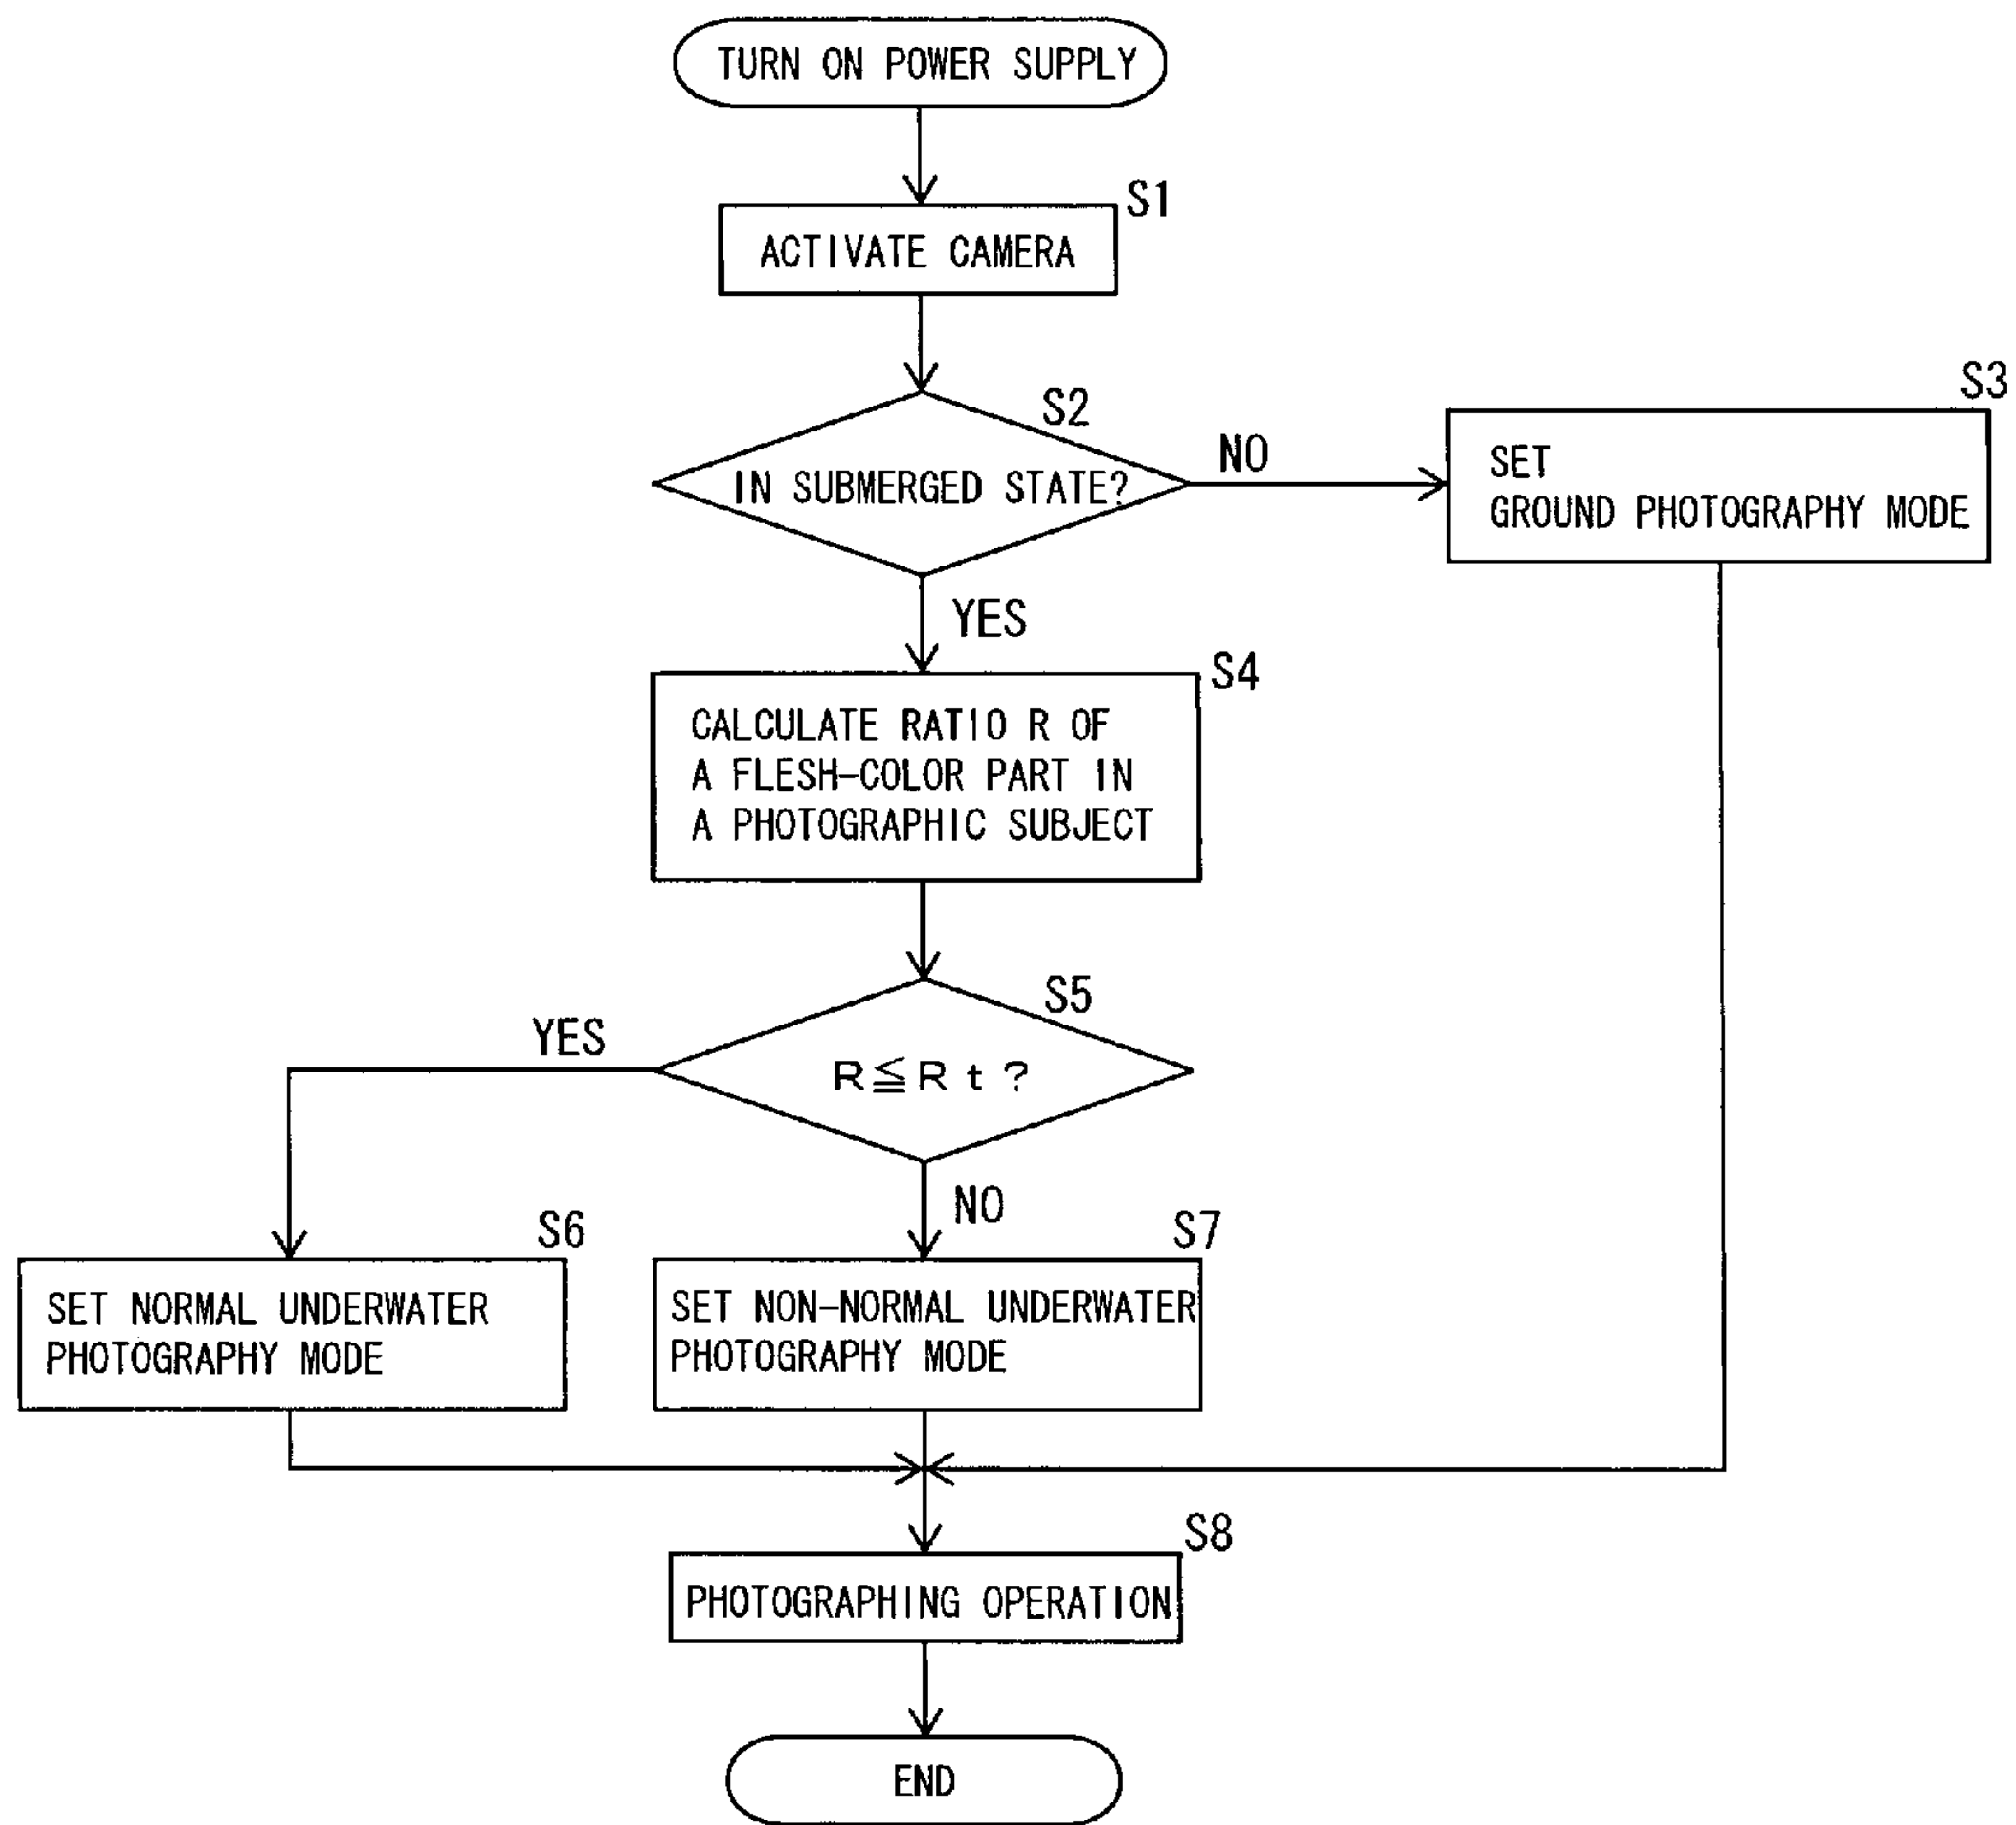 TURN ON POWER SUPPLY
S1
ACTIVATE CAMERA
S2
IN SUBMERGED STATE?
NO
S3
SET
GROUND PHOTOGRAPHY MODE
YES
S4
CALCULATE RATIO R OF
A FLESH-COLOR PART IN
A PHOTOGRAPHIC SUBJECT
S5
R≦Rt?
YES
NO
S6
SET NORMAL UNDERWATER
PHOTOGRAPHY MODE
S7
SET NON-NORMAL UNDERWATER
PHOTOGRAPHY MODE
S8
PHOTOGRAPHING OPERATION
END